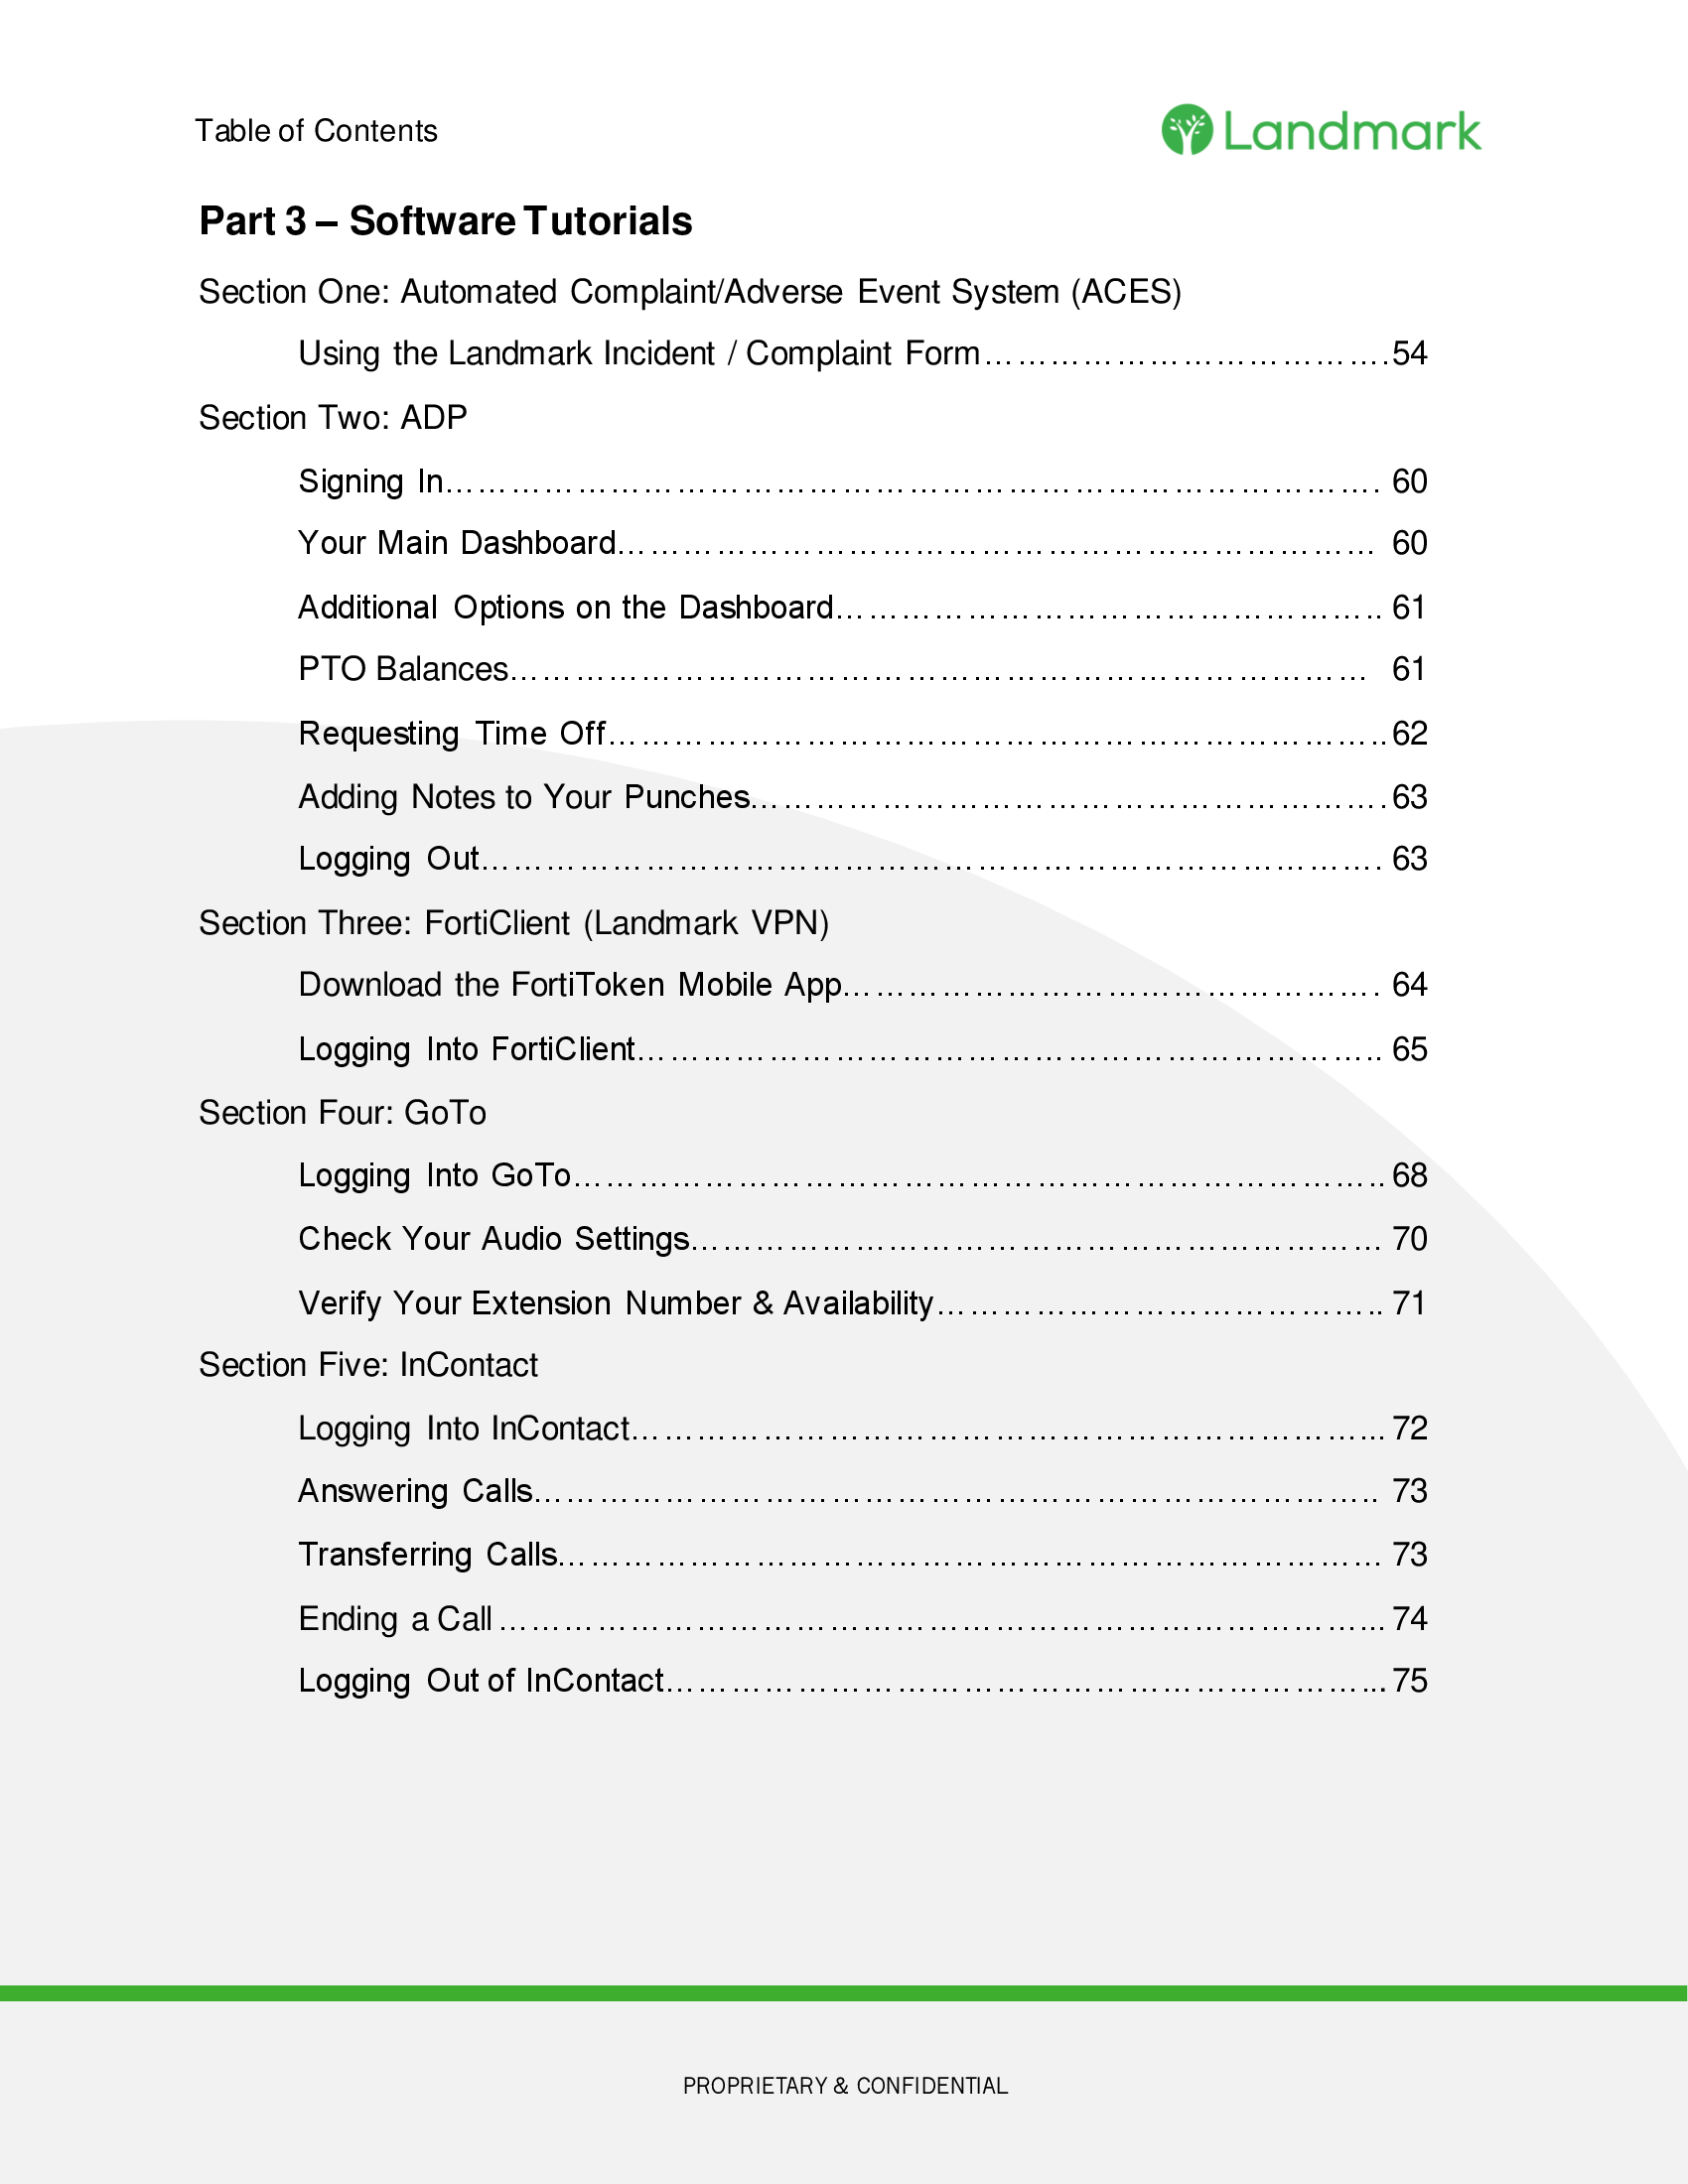 Table of Contents
Landmark
Part 3 – Software Tutorials
Section One: Automated Complaint/Adverse Event System (ACES)
Using the Landmark Incident / Complaint Form……………………………….54
Section Two: ADP
Signing In…………………………………………………………………………. 60
Your Main Dashboard…………………………………………………………… 60
Additional Options on the Dashboard………………………………………….. 61
PTO Balances…………………………………………………………………… 61
Requesting Time Off……………………………………………………………..62
Adding Notes to Your Punches………………………………………………….63
Logging Out………………………………………………………………………. 63
Section Three: FortiClient (Landmark VPN)
Download the FortiToken Mobile App…………………………………………. 64
Logging Into FortiClient………………………………………………………….. 65
Section Four: GoTo
Logging Into GoTo……………………………………………………………….. 68
Check Your Audio Settings……………………………………………………… 70
Verify Your Extension Number & Availability………………………………….. 71
Section Five: InContact
Logging Into InContact…………………………………………………………... 72
Answering Calls………………………………………………………………….. 73
Transferring Calls………………………………………………………………… 73
Ending a Call ……………………………………………………………………... 74
Logging Out of InContact………………………………………………………...75
PROPRIETARY & CONFIDENTIAL